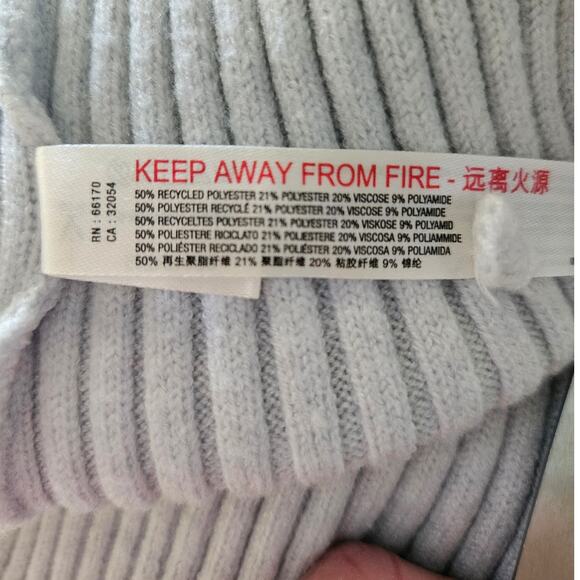 KEEP AWAY FROM FIRE - 远离火源
50% RECYCLED POLYESTER 21% POLYESTER 20% VISCOSE 9% POLYAMIDE
50% POLYESTER RECYCLÉ 21% POLYESTER 20% VISCOSE 9% POLYAMIDE
50% RECYCELTES POLYESTER 21% POLYESTER 20% VISKOSE 9% POLYAMID
50% POLIESTERE RICICLATO 21% POLIESTERE 20% VISCOSA 9% POLIAMMIDE
50% POLIÉSTER RECICLADO 21% POLIÉSTER 20% VISCOSA 9% POLIAMIDA
50% 再生聚脂纤维 21% 聚脂纤维 20% 粘胶纤维 9% 锦纶
RN : 66170
CA : 32054